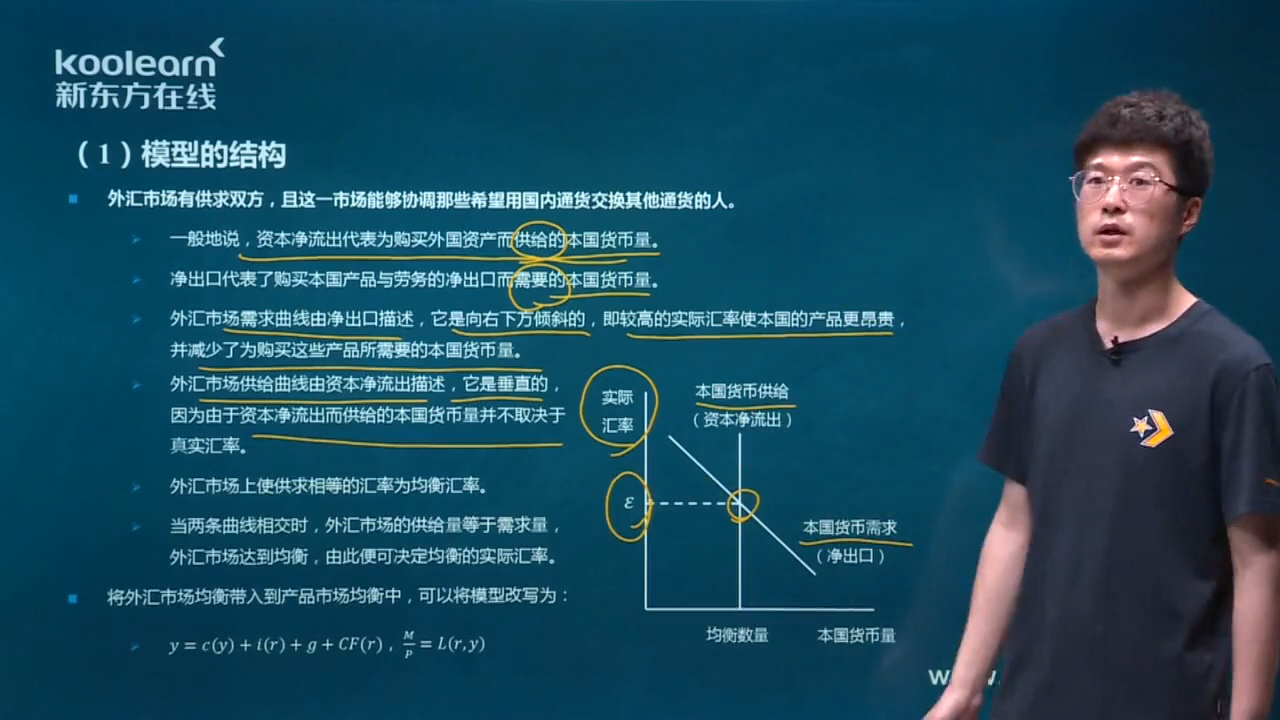 koolearn
新东方在线
（1）模型的结构
外汇市场有供求双方，且这一市场能够协调那些希望用国内通货交换其他通货的人。
一般地说，资本净流出代表为购买外国资产而供给的本国货币量。
净出口代表了购买本国产品与劳务的净出口而需要的本国货币量。
外汇市场需求曲线由净出口描述，它是向右下方倾斜的，即较高的实际汇率使本国的产品更昂贵，
并减少了为购买这些产品所需要的本国货币量。
外汇市场供给曲线由资本净流出描述，它是垂直的，
因为由于资本净流出而供给的本国货币量并不取决于
真实汇率。
外汇市场上使供求相等的汇率为均衡汇率。
当两条曲线相交时，外汇市场的供给量等于需求量，
外汇市场达到均衡，由此便可决定均衡的实际汇率。
将外汇市场均衡带入到产品市场均衡中，可以将模型改写为：
y = c(y) + i(r) + g + CF(r)，M/P = L(r, y)
实际
汇率
本国货币供给
（资本净流出）
ε
本国货币需求
（净出口）
均衡数量
本国货币量